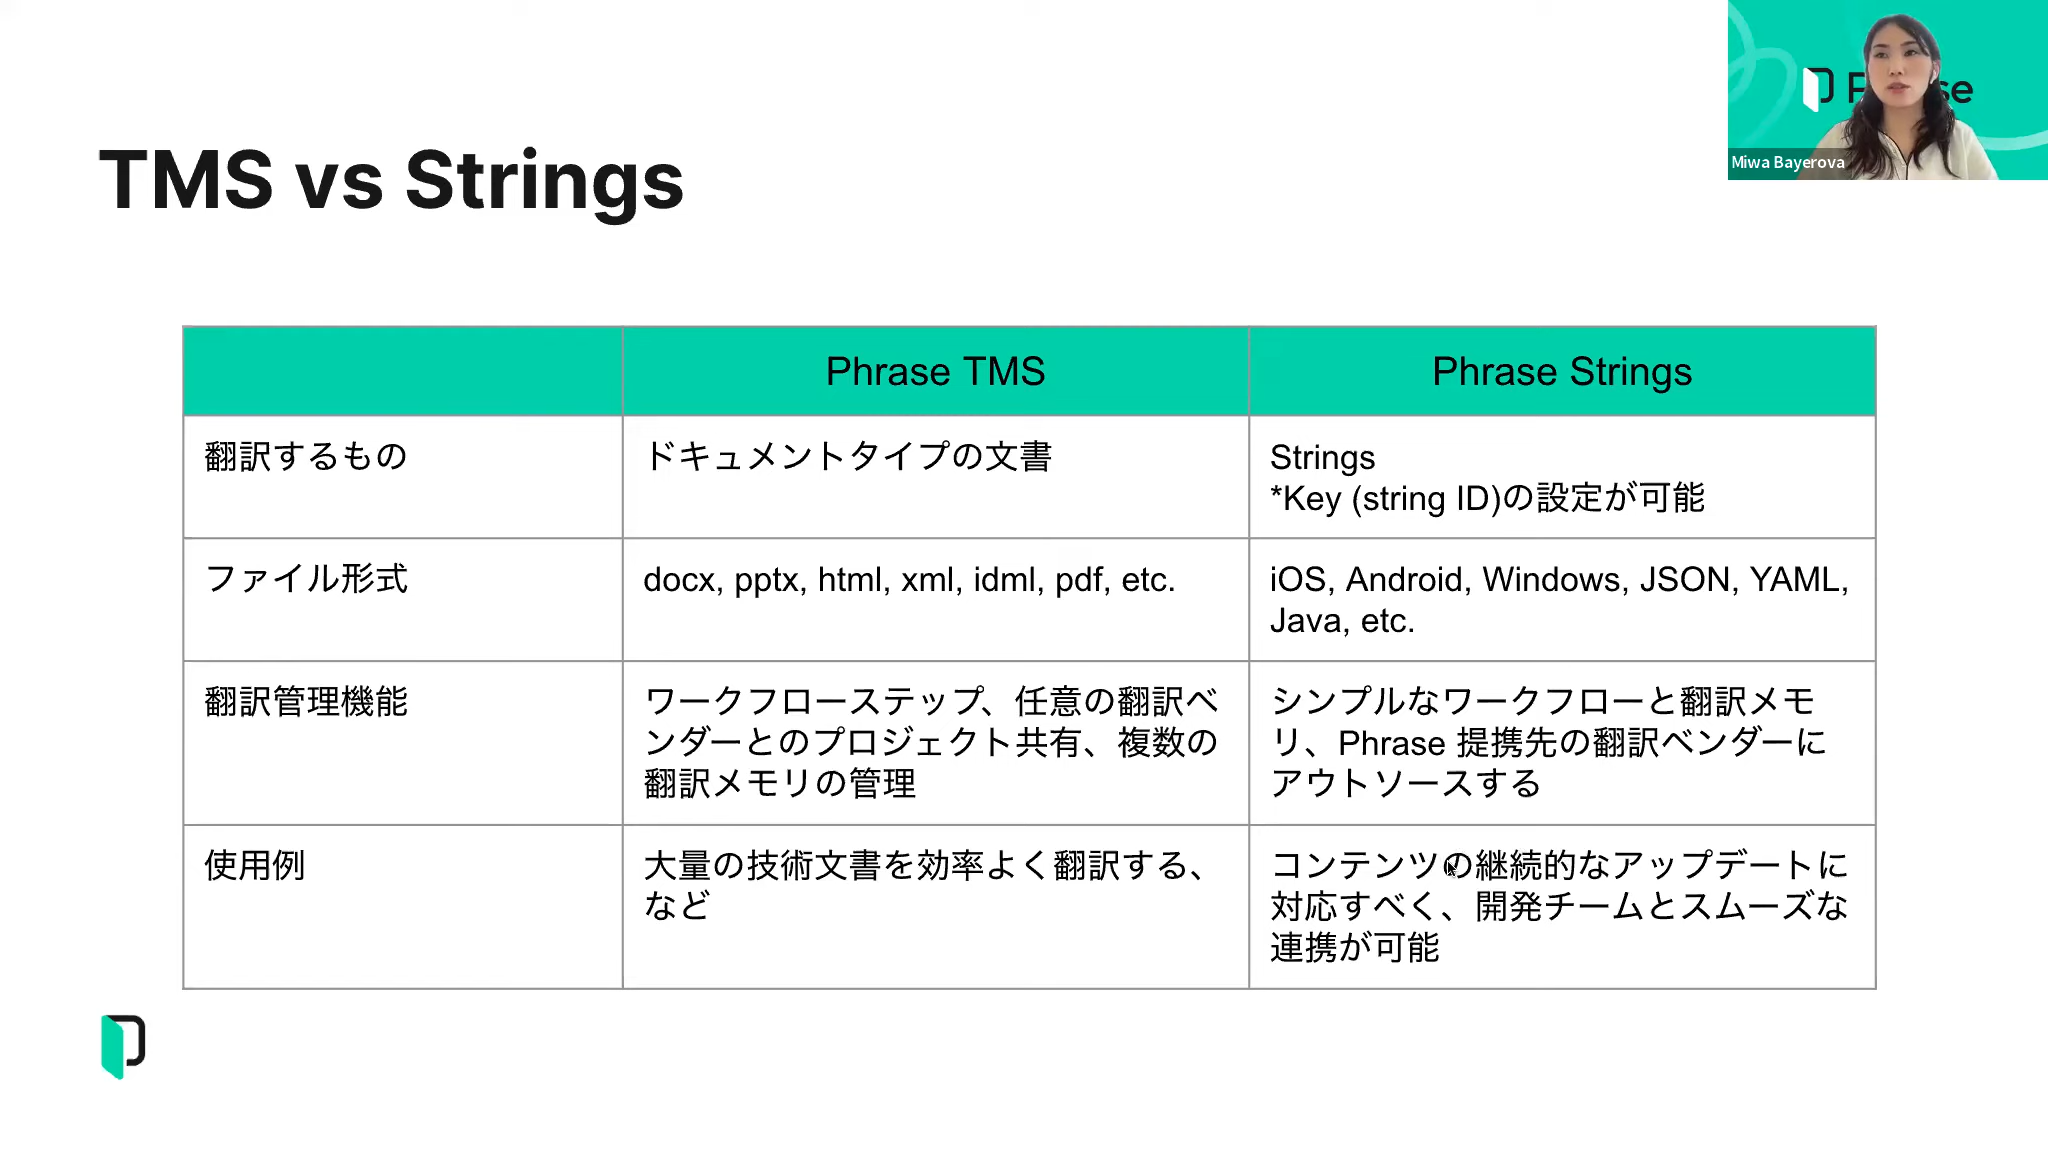 TMS vs Strings
Miwa Bayerova
Phrase TMS
Phrase Strings
翻訳するもの
ドキュメントタイプの文書
Strings
*Key (string ID)の設定が可能
ファイル形式
docx, pptx, html, xml, idml, pdf, etc.
iOS, Android, Windows, JSON, YAML,
Java, etc.
翻訳管理機能
ワークフローステップ、任意の翻訳ベ
ンダーとのプロジェクト共有、複数の
翻訳メモリの管理
シンプルなワークフローと翻訳メモ
リ、Phrase 提携先の翻訳ベンダーに
アウトソースする
使用例
大量の技術文書を効率よく翻訳する、
など
コンテンツの継続的なアップデートに
対応すべく、開発チームとスムーズな
連携が可能